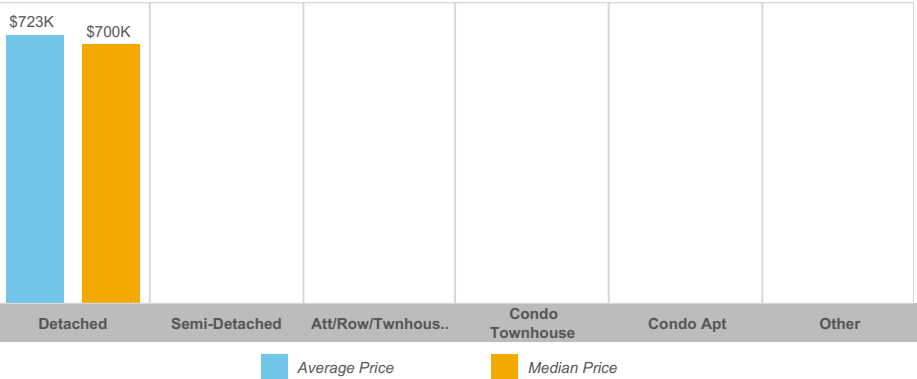 $723K
$700K
Detached
Semi-Detached
Att/Row/Twnhous..
Condo
Townhouse
Condo Apt
Other
Average Price
Median Price